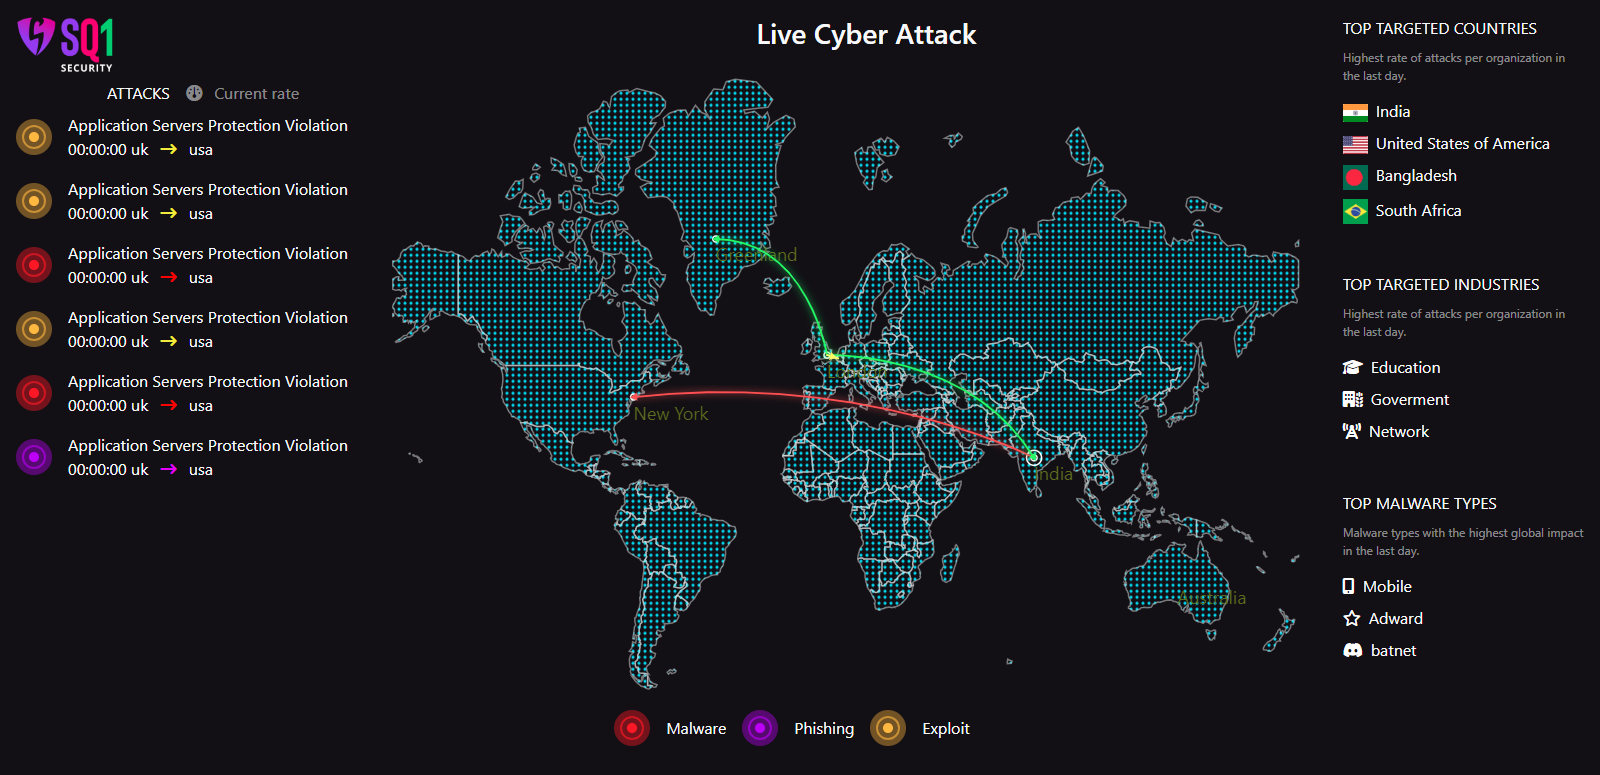 SQ1
SECURITY
Live Cyber Attack
ATTACKS Current rate
Application Servers Protection Violation
00:00:00 uk → usa
Application Servers Protection Violation
00:00:00 uk → usa
Application Servers Protection Violation
00:00:00 uk → usa
Application Servers Protection Violation
00:00:00 uk → usa
Application Servers Protection Violation
00:00:00 uk → usa
Application Servers Protection Violation
00:00:00 uk → usa
Greenland
London
New York
India
Australia
Malware Phishing Exploit
TOP TARGETED COUNTRIES
Highest rate of attacks per organization in
the last day.
India
United States of America
Bangladesh
South Africa
TOP TARGETED INDUSTRIES
Highest rate of attacks per organization in
the last day.
Education
Goverment
Network
TOP MALWARE TYPES
Malware types with the highest global impact
in the last day.
Mobile
Adward
batnet